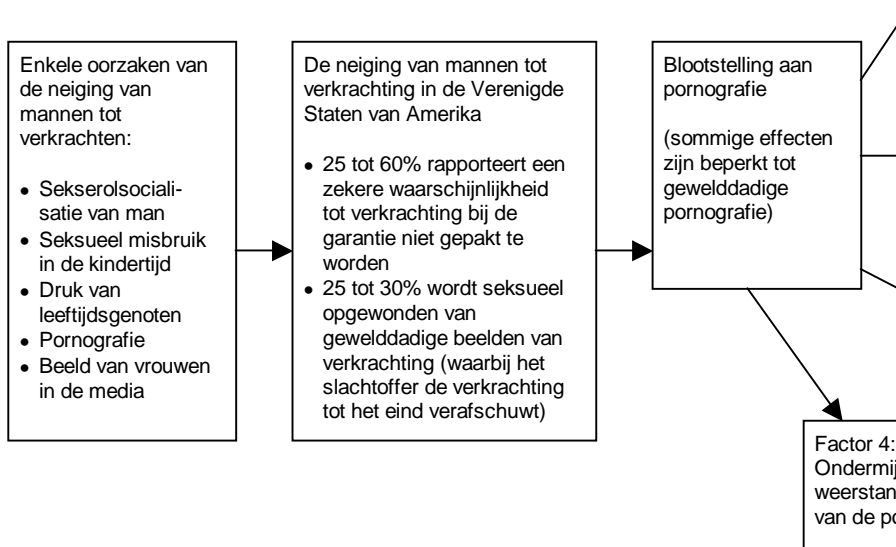 Enkele oorzaken van
de neiging van
mannen tot
verkrachten:
• Sekserolsociali-
satie van man
• Seksueel misbruik
in de kindertijd
• Druk van
leeftijdsgenoten
• Pornografie
• Beeld van vrouwen
in de media
De neiging van mannen tot
verkrachting in de Verenigde
Staten van Amerika
• 25 tot 60% rapporteert een
zekere waarschijnlijkheid
tot verkrachting bij de
garantie niet gepakt te
worden
• 25 tot 30% wordt seksueel
opgewonden van
gewelddadige beelden van
verkrachting (waarbij het
slachtoffer de verkrachting
tot het eind verafschuwt)
Blootstelling aan
pornografie
(sommige effecten
zijn beperkt tot
gewelddadige
pornografie)
Factor 4:
van de